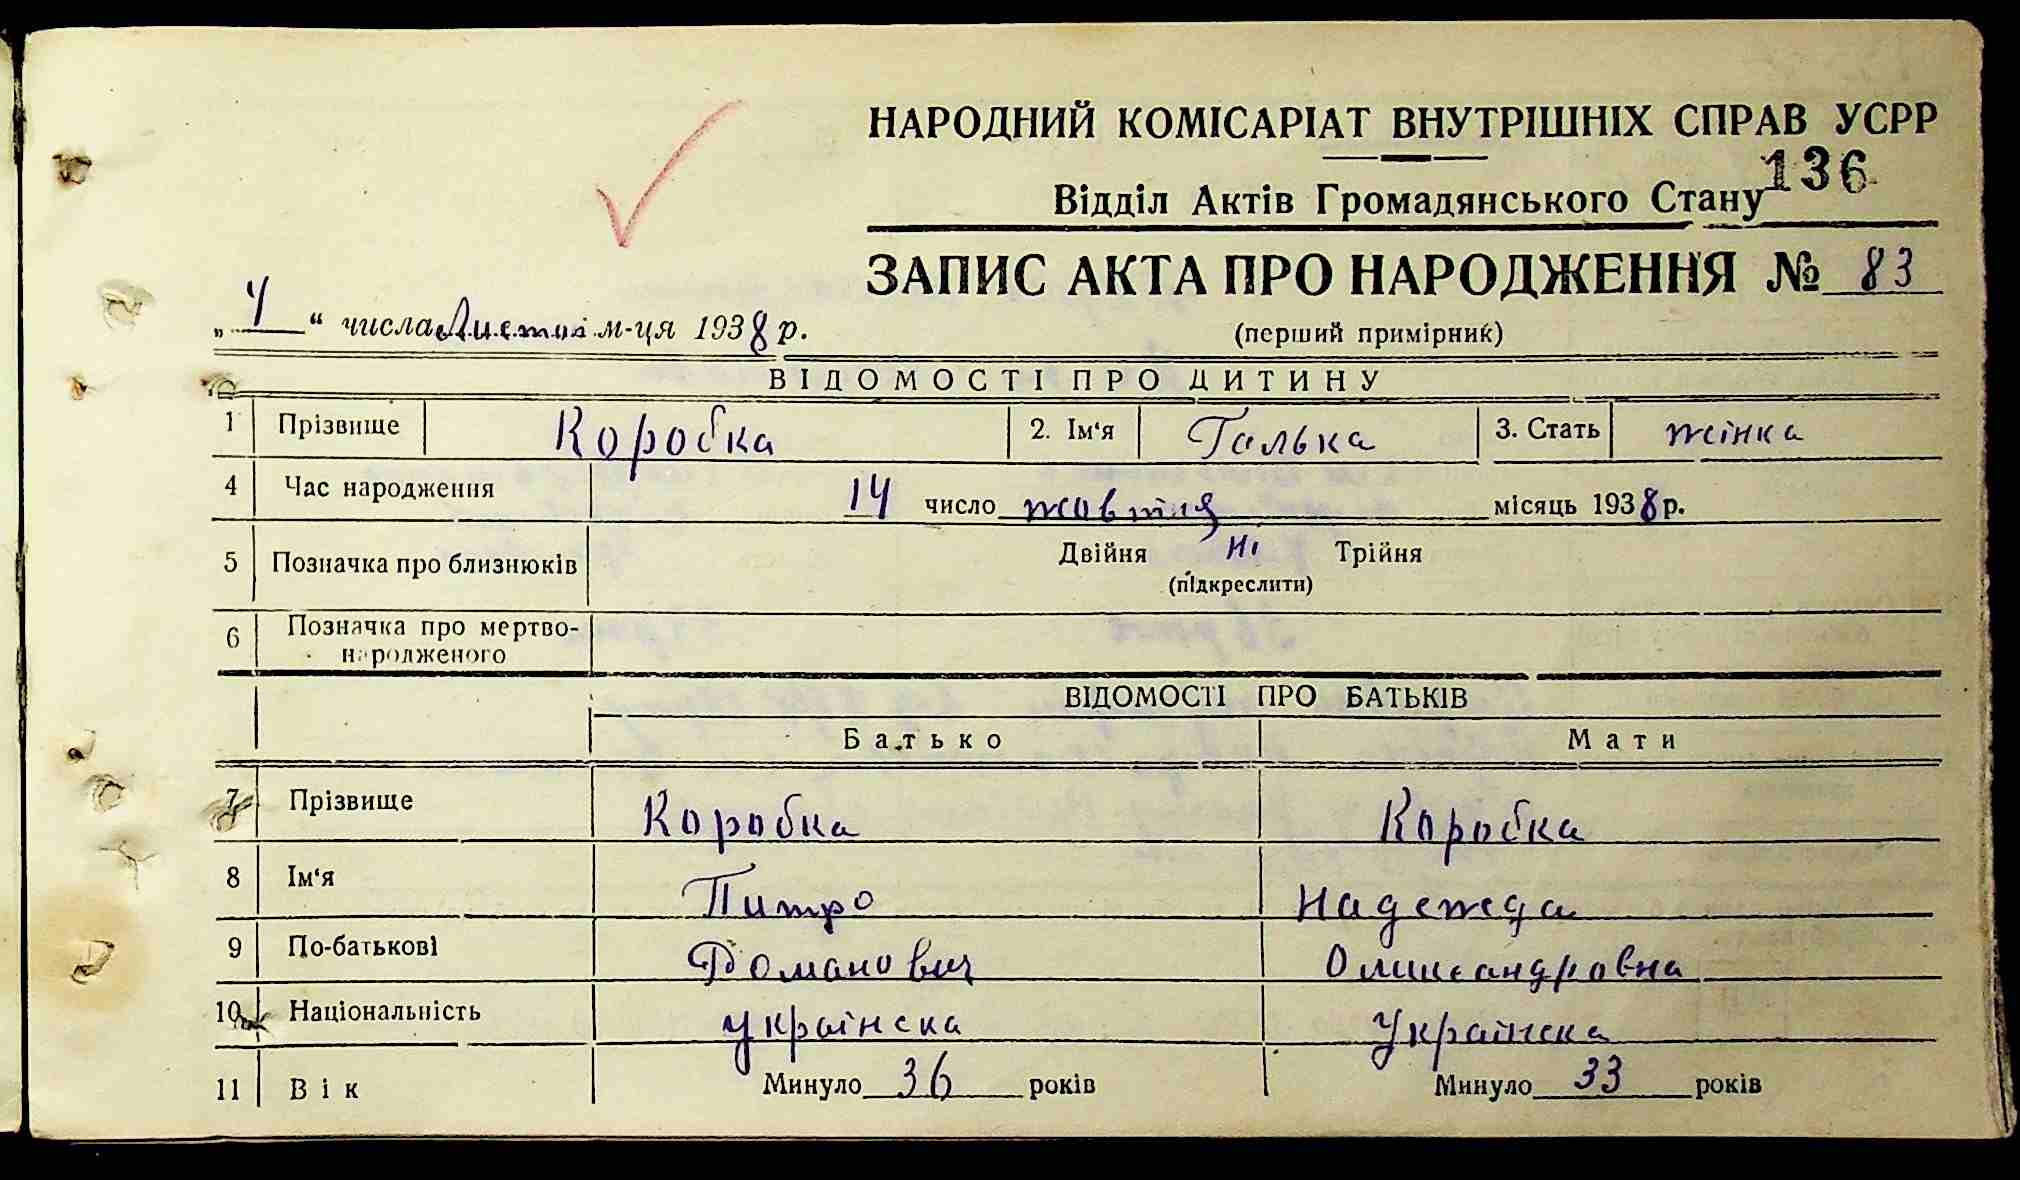 НАРОДНИЙ КОМІСАРІАТ ВНУТРІШНІХ СПРАВ УСРР
136
Відділ Актів Громадянського Стану
ЗАПИС АКТА ПРО НАРОДЖЕННЯ № 83
„ 4 “ числа м-ця 1938 р.
(перший примірник)
ВІДОМОСТІ ПРО ДИТИНУ
1 Прізвище Коробка 2. Ім‘я Галька 3. Стать жінка
4 Час народження 14 число жовтня місяць 1938 р.
5 Позначка про близнюків Двійня ні Трійня
(підкреслити)
6 Позначка про мертво-
народженого
ВІДОМОСТІ ПРО БАТЬКІВ
Батько Мати
7 Прізвище Коробка Коробка
8 Ім‘я Питро Надежда
9 По-батькові Романович Олишсандровна
10 Національність українска Українска
11 Вік Минуло 36 років Минуло 33 років